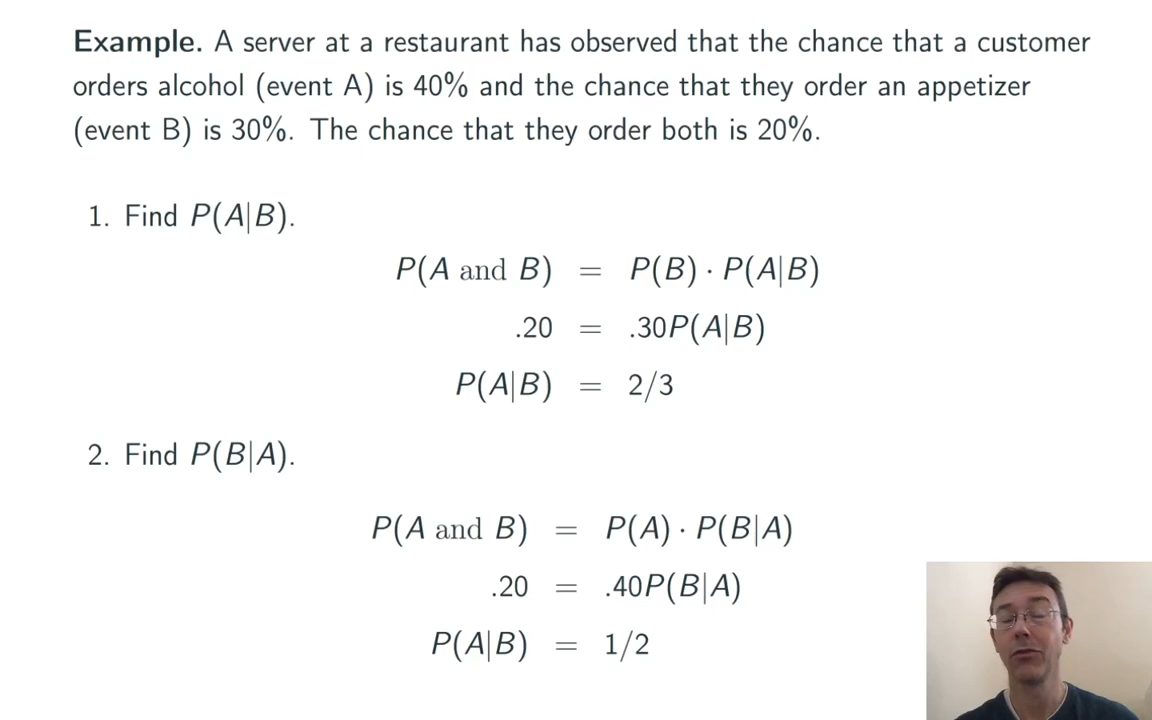 Example. A server at a restaurant has observed that the chance that a customer
orders alcohol (event A) is 40% and the chance that they order an appetizer
(event B) is 30%. The chance that they order both is 20%.
1. Find P(A|B).
P(A and B) = P(B) · P(A|B)
.20 = .30P(A|B)
P(A|B) = 2/3
2. Find P(B|A).
P(A and B) = P(A) · P(B|A)
.20 = .40P(B|A)
P(A|B) = 1/2